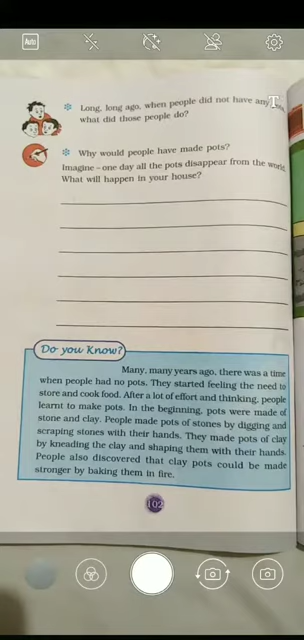 Auto
Long, long ago, when people did not have any
what did those people do?
Why would people have made pots?
Imagine – one day all the pots disappear from the world.
What will happen in your house?
Do you Know?
Many, many years ago, there was a time
when people had no pots. They started feeling the need to
store and cook food. After a lot of effort and thinking, people
learnt to make pots. In the beginning, pots were made of
stone and clay. People made pots of stones by digging and
scraping stones with their hands. They made pots of clay
by kneading the clay and shaping them with their hands.
People also discovered that clay pots could be made
stronger by baking them in fire.
102